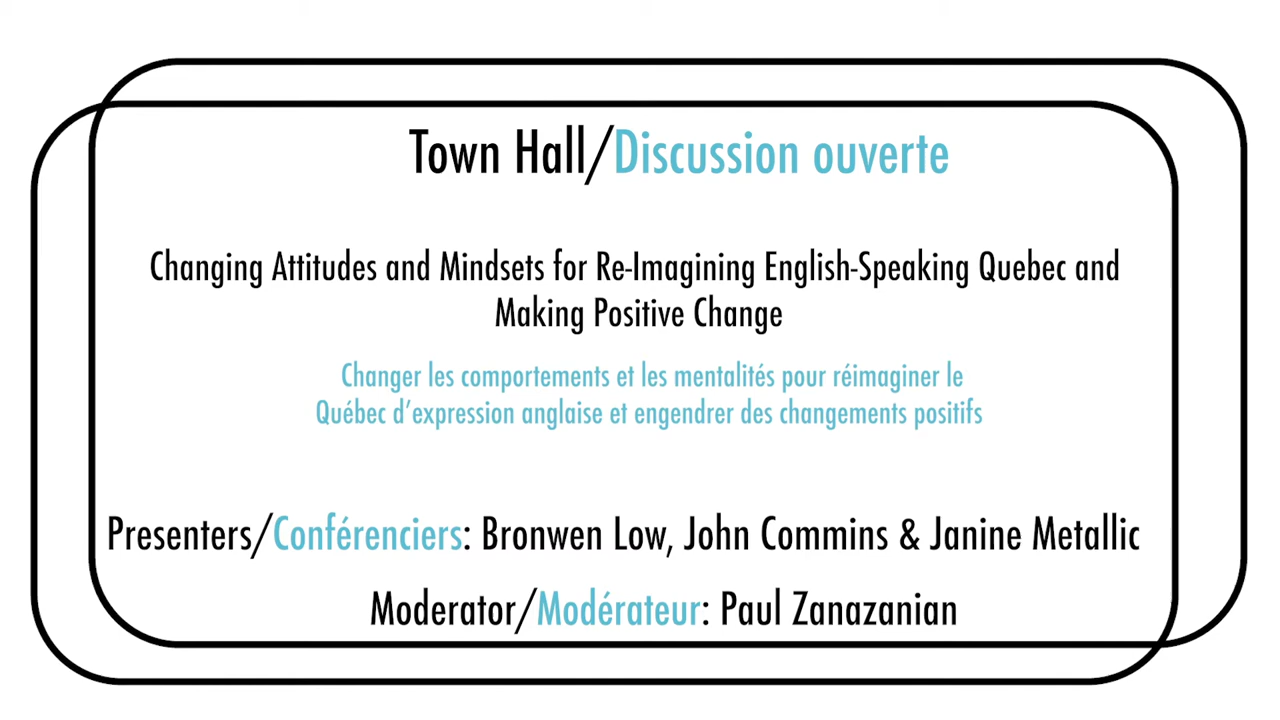 Town Hall/Discussion ouverte
Changing Attitudes and Mindsets for Re-Imagining English-Speaking Quebec and
Making Positive Change
Changer les comportements et les mentalités pour réimaginer le
Québec d’expression anglaise et engendrer des changements positifs
Presenters/Conférenciers: Bronwen Low, John Commins & Janine Metallic
Moderator/Modérateur: Paul Zanazanian